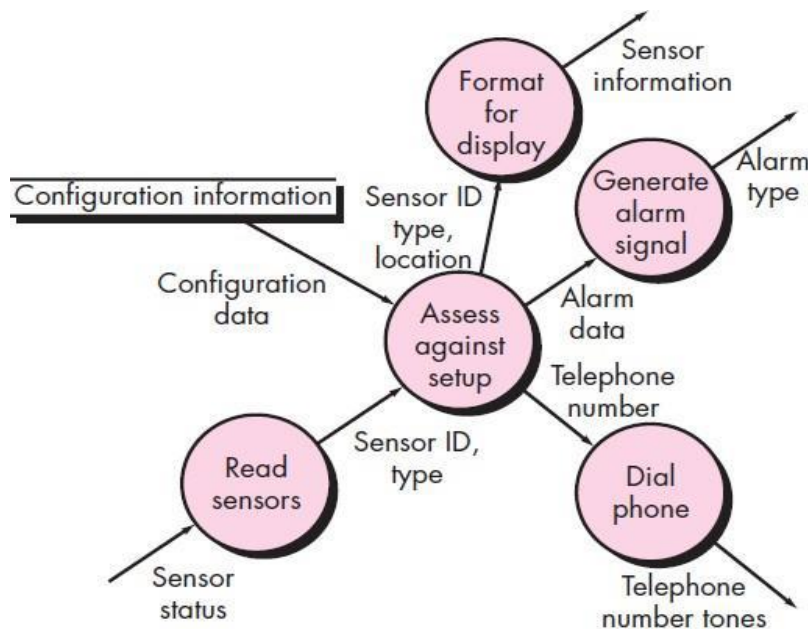 Format
for
display
Sensor
information
Generate
alarm
signal
Alarm
type
Configuration information
Sensor ID
type,
location
Configuration
data
Assess
against
setup
Alarm
data
Telephone
number
Read
sensors
Sensor ID,
type
Dial
phone
Sensor
status
Telephone
number tones